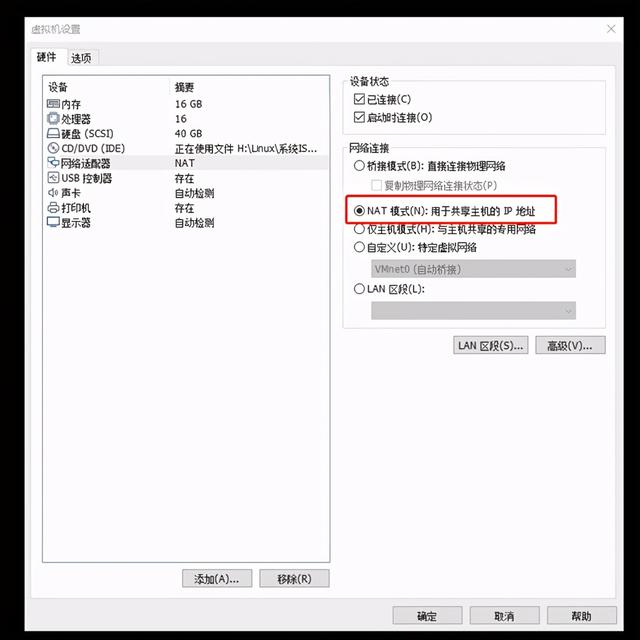 虚拟机设置
硬件 选项
设备 摘要
内存 16 GB
处理器 16
硬盘 (SCSI) 40 GB
CD/DVD (IDE) 正在使用文件 H:\Linux\系统IS...
网络适配器 NAT
USB 控制器 存在
声卡 自动检测
打印机 存在
显示器 自动检测
添加(A)... 移除(R)
设备状态
已连接(C)
启动时连接(O)
网络连接
桥接模式(B): 直接连接物理网络
复制物理网络连接状态(P)
NAT 模式(N): 用于共享主机的 IP 地址
仅主机模式(H): 与主机共享的专用网络
自定义(U): 特定虚拟网络
VMnet0 (自动桥接)
LAN 区段(L):
LAN 区段(S)... 高级(V)...
确定 取消 帮助